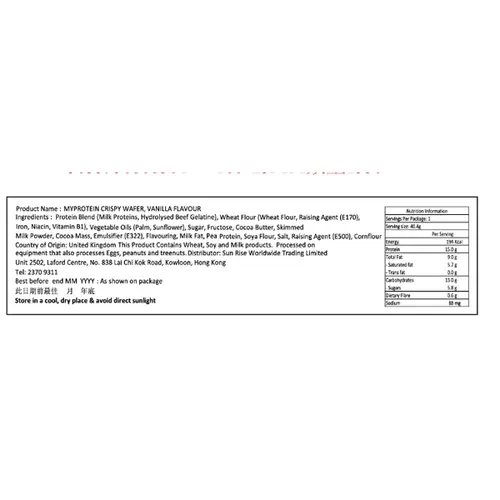 Product Name : MYPROTEIN CRISPY WAFER, VANILLA FLAVOUR
Ingredients : Protein Blend (Milk Proteins, Hydrolysed Beef Gelatine), Wheat Flour (Wheat Flour, Raising Agent (E170),
Iron, Niacin, Vitamin B1), Vegetable Oils (Palm, Sunflower), Sugar, Fructose, Cocoa Butter, Skimmed
Milk Powder, Cocoa Mass, Emulsifier (E322), Flavouring, Milk Fat, Pea Protein, Soya Flour, Salt, Raising Agent (E500), Cornflour
Country of Origin: United Kingdom This Product Contains Wheat, Soy and Milk products. Processed on
equipment that also processes Eggs, peanuts and treenuts. Distributor: Sun Rise Worldwide Trading Limited
Unit 2502, Laford Centre, No. 838 Lai Chi Kok Road, Kowloon, Hong Kong
Tel: 2370.9311
Best before end MM YYYY : As shown on package
此日期前最佳 月 年底
Store in a cool, dry place & avoid direct sunlight
Nutrition Information
Servings Per Package: 1
Serving size: 40.4g
Per Serving
Energy 194 Kcal
Protein 15.0 g
Total Fat 9.0 g
- Saturated fat 5.2 g
- Trans fat 0.0 g
Carbohydrates 13.0 g
- Sugars 5.8 g
Dietary Fibre 0.6 g
Sodium 38 mg